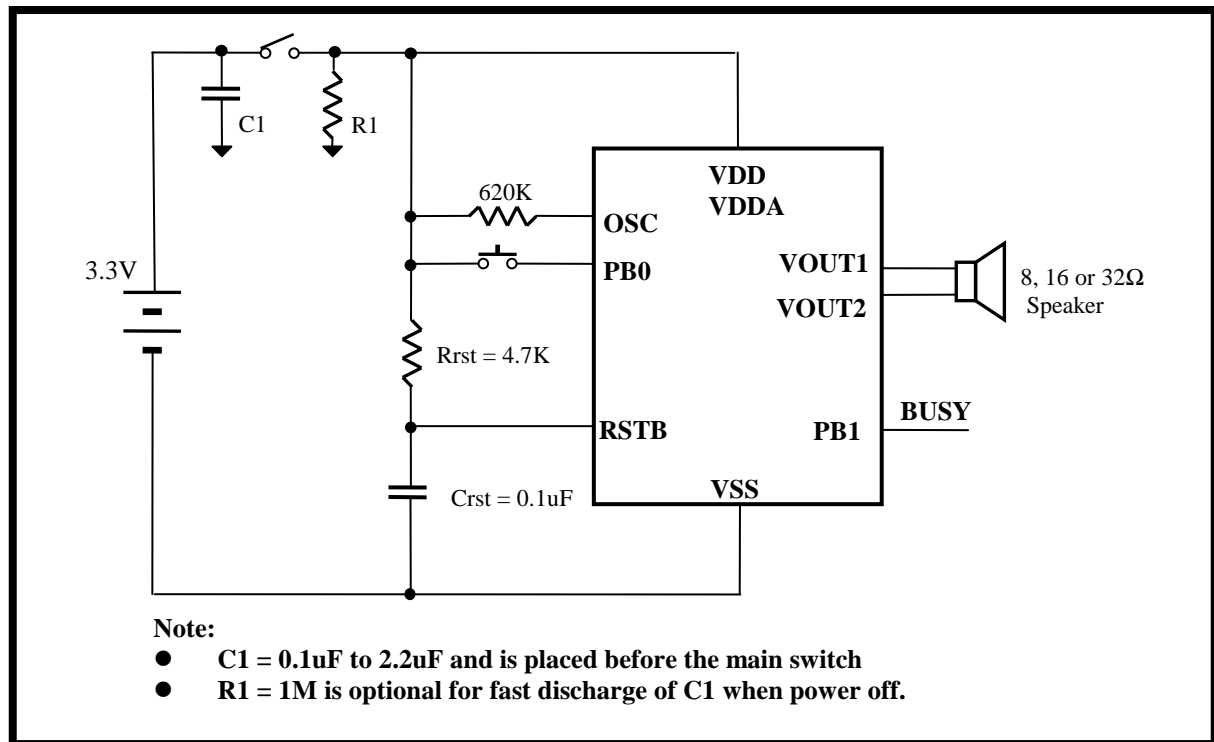 C1
R1
620K
VDD
VDDA
OSC
PB0
3.3V
VOUT1
VOUT2
8, 16 or 32Ω
Speaker
Rrst = 4.7K
BUSY
RSTB
PB1
VSS
Crst = 0.1uF
Note:
● C1 = 0.1uF to 2.2uF and is placed before the main switch
● R1 = 1M is optional for fast discharge of C1 when power off.